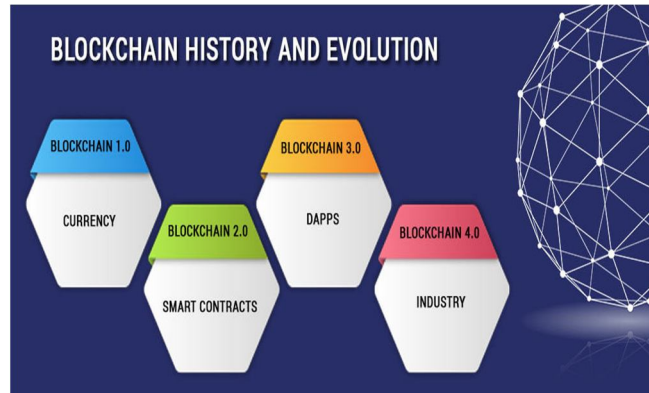 BLOCKCHAIN HISTORY AND EVOLUTION
BLOCKCHAIN 1.0
CURRENCY
BLOCKCHAIN 2.0
SMART CONTRACTS
BLOCKCHAIN 3.0
DAPPS
BLOCKCHAIN 4.0
INDUSTRY